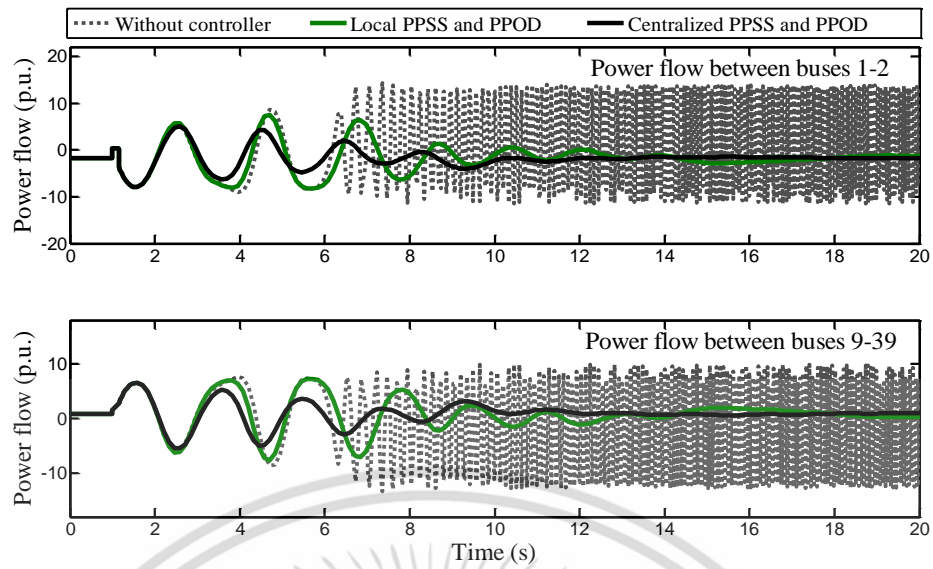 Without controller Local PPSS and PPOD Centralized PPSS and PPOD
Power flow between buses 1-2
Power flow (p.u.)
20
10
0
-10
-20
0 2 4 6 8 10 12 14 16 18 20
Power flow between buses 9-39
Power flow (p.u.)
10
0
-10
0 2 4 6 8 10 12 14 16 18 20
Time (s)